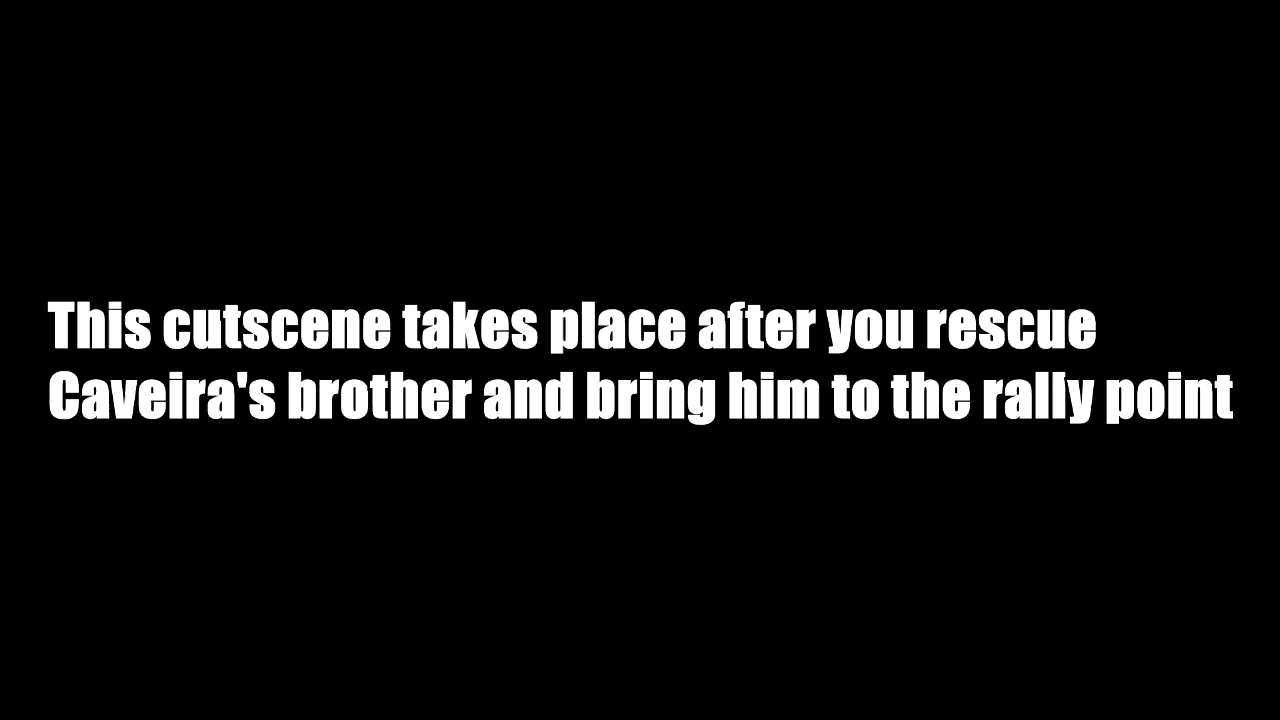 This cutscene takes place after you rescue
Caveira's brother and bring him to the rally point